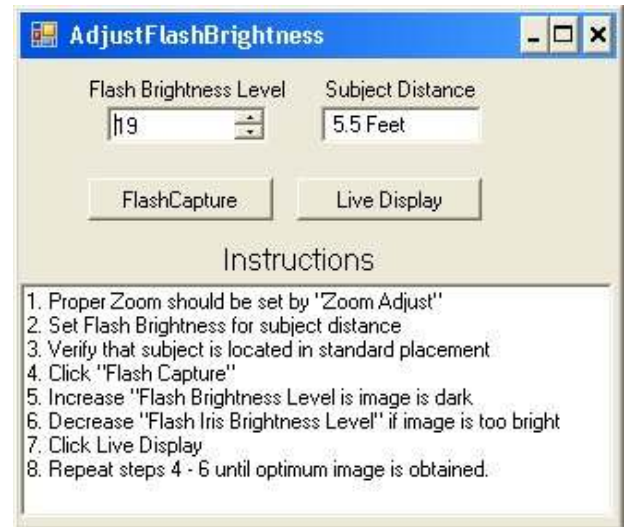 AdjustFlashBrightness
Flash Brightness Level Subject Distance
19 5.5 Feet
FlashCapture Live Display
Instructions
1. Proper Zoom should be set by "Zoom Adjust"
2. Set Flash Brightness for subject distance
3. Verify that subject is located in standard placement
4. Click "Flash Capture"
5. Increase "Flash Brightness Level is image is dark
6. Decrease "Flash Iris Brightness Level" if image is too bright
7. Click Live Display
8. Repeat steps 4 - 6 until optimum image is obtained.